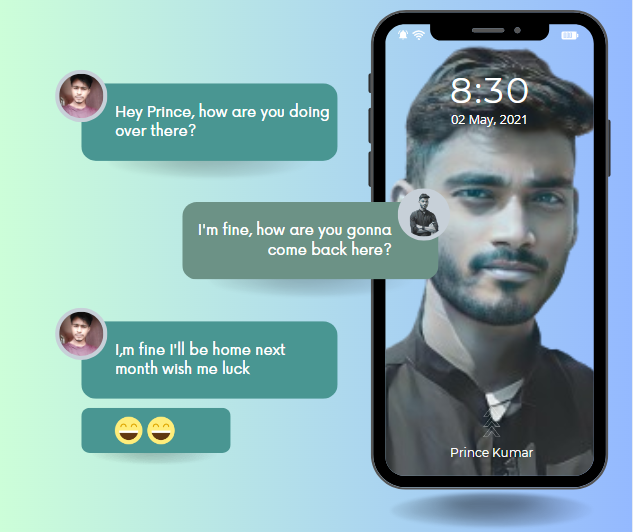 8:30
02 May, 2021
Hey Prince, how are you doing
over there?
I'm fine, how are you gonna
come back here?
I,m fine I'll be home next
month wish me luck
Prince Kumar